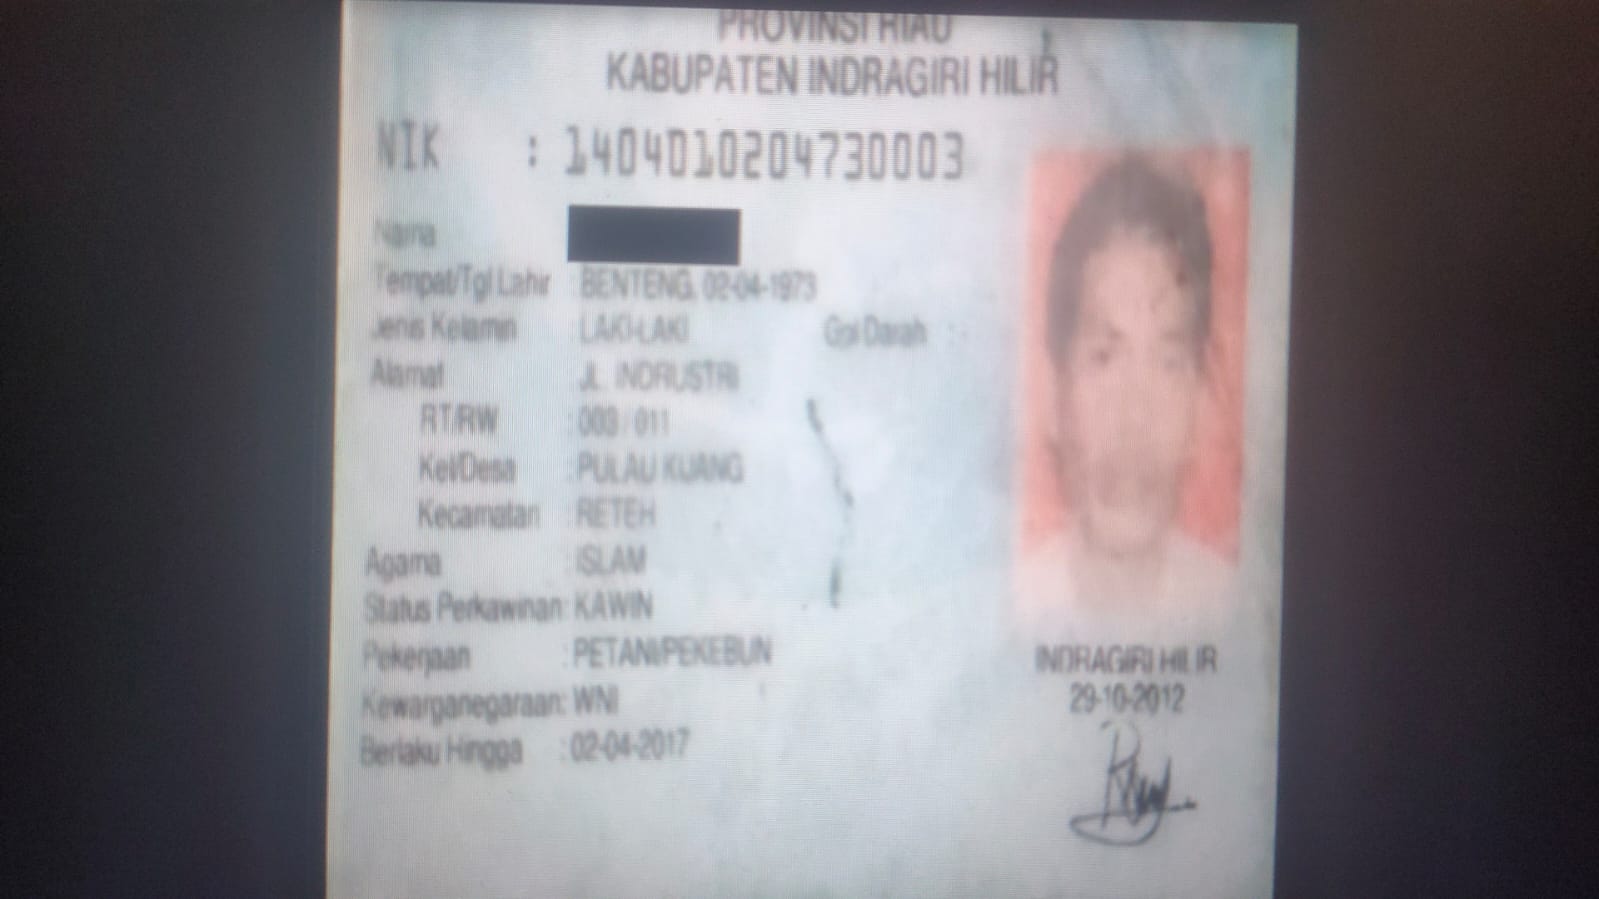 PROVINSI RIAU
KABUPATEN INDRAGIRI HILIR
NIK : 1404010204730003
Nama
Tempat/Tgl Lahir : BENTENG, 02-04-1973
Jenis Kelamin : LAKI-LAKI Gol Darah : -
Alamat : JL. INDRUSTRI
RT/RW : 003 / 011
Kel/Desa : PULAU KUANG
Kecamatan : RETEH
Agama : ISLAM
Status Perkawinan : KAWIN
Pekerjaan : PETANI/PEKEBUN
Kewarganegaraan : WNI
Berlaku Hingga : 02-04-2017
INDRAGIRI HILIR
29-10-2012